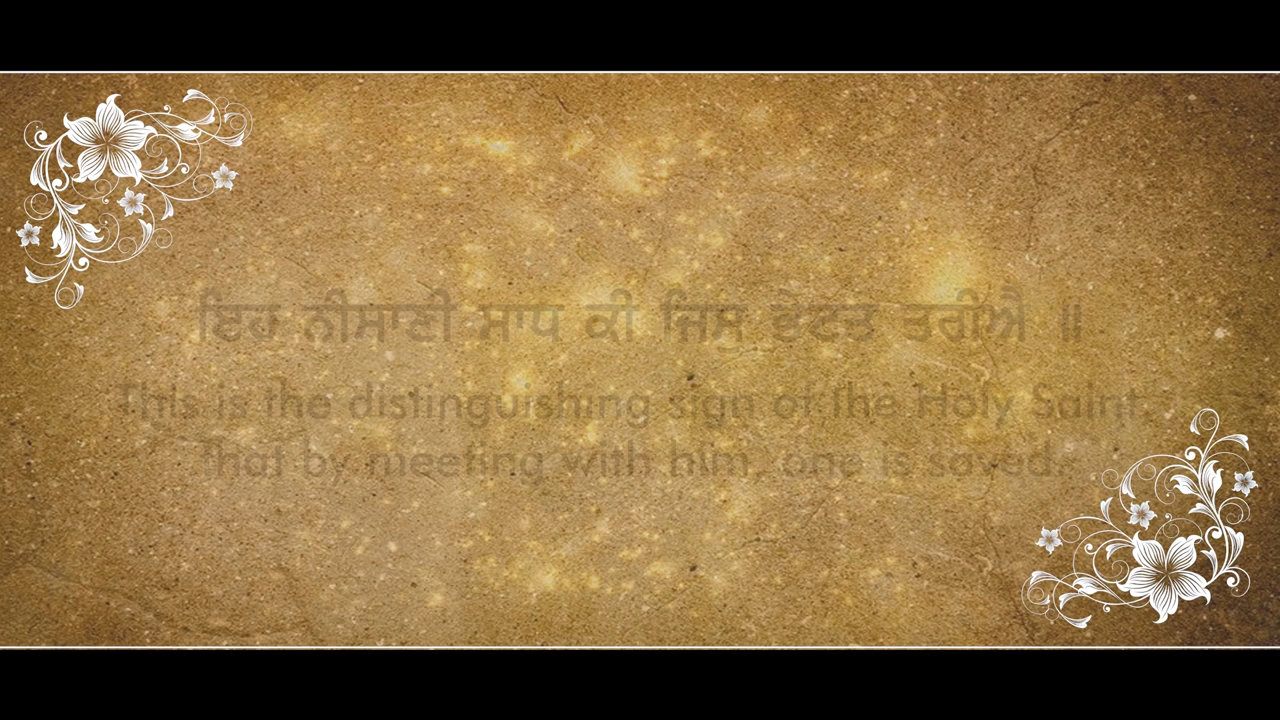 ਇਹ ਨੀਸਾਣੀ ਸਾਧ ਕੀ ਜਿਸੁ ਭੇਟਤ ਤਰੀਐ ॥
This is the distinguishing sign of the Holy Saint,
That by meeting with him, one is saved.